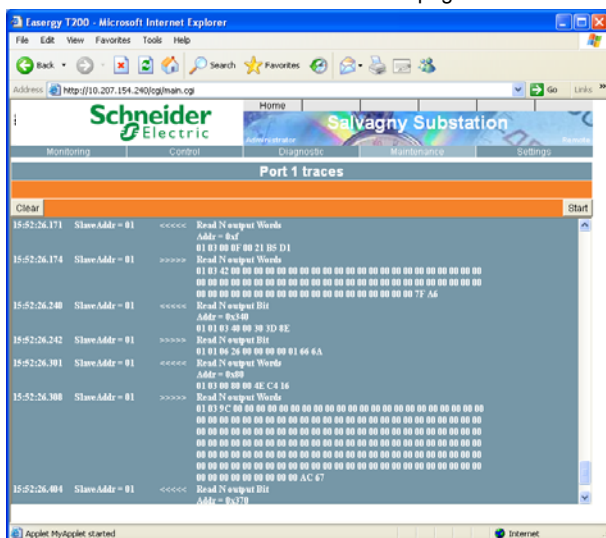 page
Easergy T200 - Microsoft Internet Explorer
File Edit View Favorites Tools Help
Back Search Favorites
Address http://10.207.154.240/cgi/main.cgi Go Links »
Schneider Electric
Home
Salvagny Substation
Administrator Remote
Monitoring Control Diagnostic Maintenance Settings
Port 1 traces
Clear Start
15:52:26.171 SlaveAddr = 01 <<<<< Read N output Words
Addr = 0xf
01 03 00 0F 00 21 B5 D1
15:52:26.174 SlaveAddr = 01 >>>>> Read N output Words
01 03 42 00 00 00 00 00 00 00 00 00 00 00 00 00 00 00 00 00 00 00 00 00
00 00 00 00 00 00 00 00 00 00 00 00 00 00 00 00 00 00 00 00 00 00 00 00
00 00 00 00 00 00 00 00 00 00 00 00 00 00 00 00 00 00 7F A6
15:52:26.240 SlaveAddr = 01 <<<<< Read N output Bit
Addr = 0x340
01 01 03 40 00 30 3D 8E
15:52:26.242 SlaveAddr = 01 >>>>> Read N output Bit
01 01 06 26 00 00 00 00 01 66 6A
15:52:26.301 SlaveAddr = 01 <<<<< Read N output Words
Addr = 0x80
01 03 00 80 00 4E C4 16
15:52:26.308 SlaveAddr = 01 >>>>> Read N output Words
01 03 9C 00 00 00 00 00 00 00 00 00 00 00 00 00 00 00 00 00 00 00 00 00
00 00 00 00 00 00 00 00 00 00 00 00 00 00 00 00 00 00 00 00 00 00 00 00
00 00 00 00 00 00 00 00 00 00 00 00 00 00 00 00 00 00 00 00 00 00 00 00
00 00 00 00 00 00 00 00 00 00 00 00 00 00 00 00 00 00 00 00 00 00 00 00
00 00 00 00 00 00 00 00 00 00 00 00 00 00 00 00 00 00 00 00 00 00 00 00
00 00 00 00 00 00 00 00 00 00 00 00 00 00 00 00 00 00 00 00 00 00 00 00
00 00 00 00 00 00 00 00 00 AC 67
15:52:26.404 SlaveAddr = 01 <<<<< Read N output Bit
Addr = 0x370
Applet MyApplet started Internet